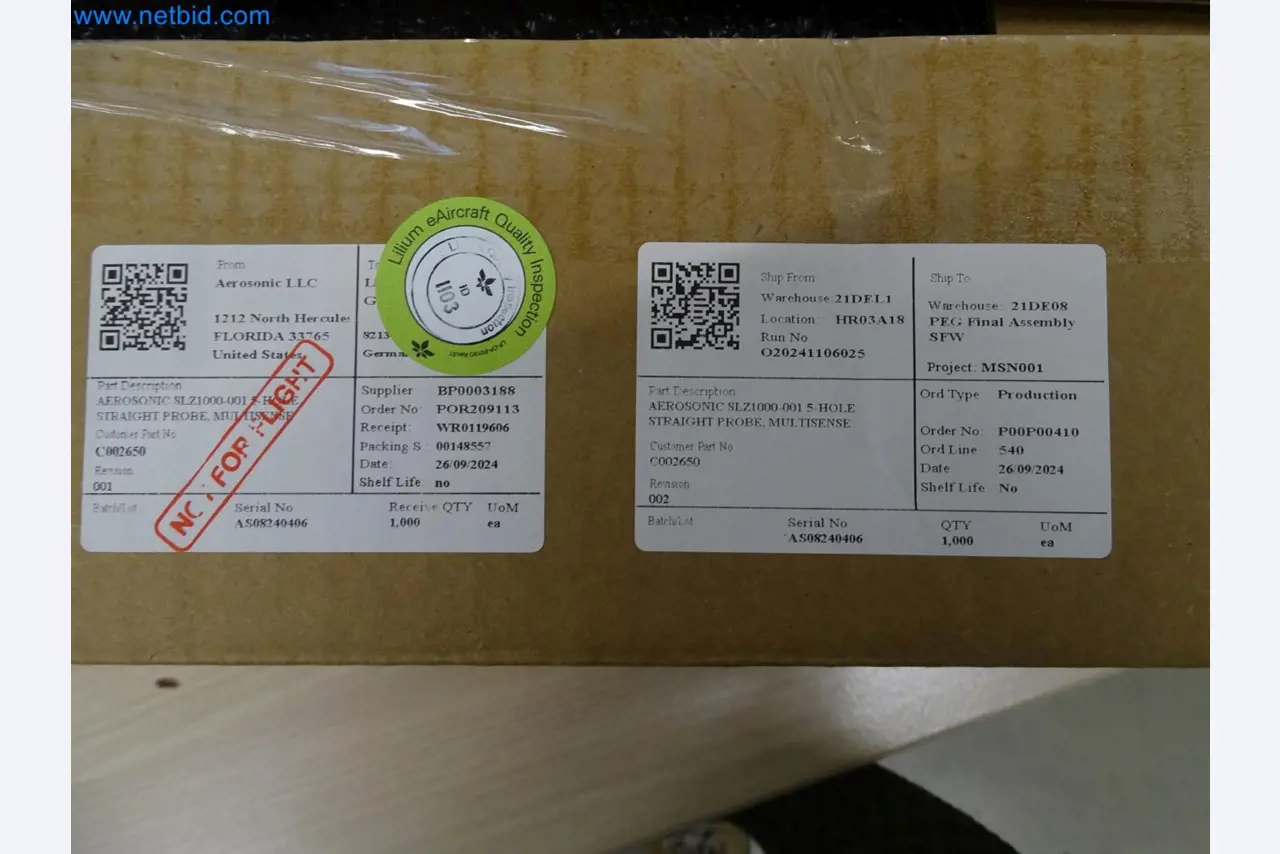 www.netbid.com
Lilium eAircraft Quality Inspection
ID
1103
From
Aerosonic LLC
1212 North Hercules
FLORIDA 33765
United States
8213
Germa
Part Description
AEROSONIC SLZ1000-001 5-HOLE
STRAIGHT PROBE, MULTISENSE
Customer Part No
C002650
Revision
001
NOT FOR FLIGHT
Supplier BP0003188
Order No: POR209113
Receipt: WR0119606
Packing S 00148557
Date: 26/09/2024
Shelf Life: no
Batch/Lot
Serial No
AS08240406
Receive QTY
1,000
UoM
ea
Ship From
Warehouse 21DEL1
Location: HR03A18
Run No
O20241106025
Ship To
Warehouse: 21DE08
PEG Final Assembly
SFW
Project: MSN001
Part Description
AEROSONIC SLZ1000-001 5-HOLE
STRAIGHT PROBE, MULTISENSE
Customer Part No
C002650
Revision
002
Ord Type Production
Order No: P00P00410
Ord Line 540
Date 26/09/2024
Shelf Life No
Batch/Lot
Serial No
AS08240406
QTY
1,000
UoM
ea